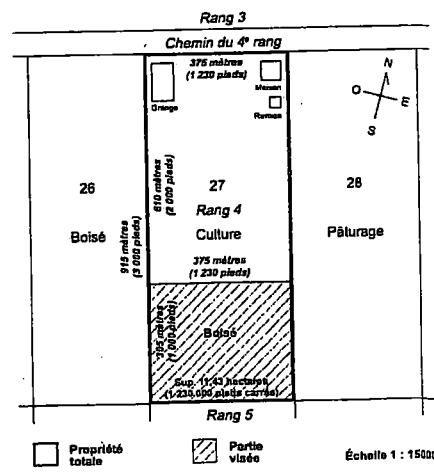 Rang 3
Chemin du 4e rang
375 mètres
(1 230 pieds)
Grange
Maison
Remise
N
O
E
S
26
Boisé
915 mètres
(3 000 pieds)
610 mètres
(2 000 pieds)
27
Rang 4
Culture
28
Pâturage
375 mètres
(1 230 pieds)
305 mètres
(1 000 pieds)
Boisé
Sup. 11,43 hectares
(1 230 000 pieds carrés)
Rang 5
Propriété
totale
Partie
visée
Échelle 1 : 15000